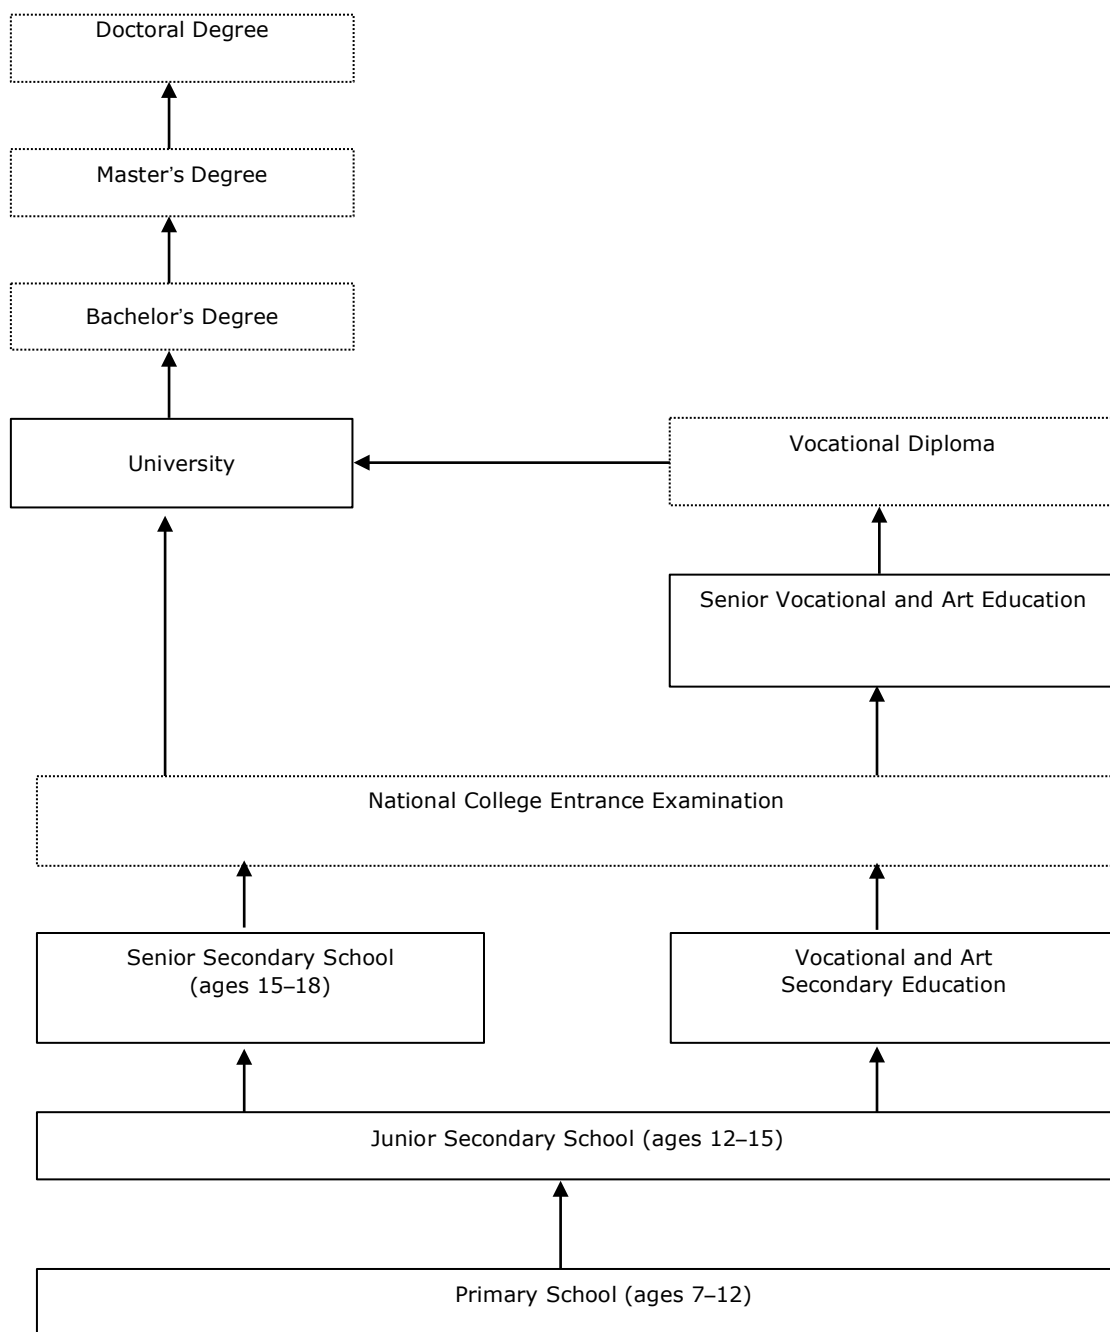 Doctoral Degree
Master’s Degree
Bachelor’s Degree
University
Vocational Diploma
Senior Vocational and Art Education
National College Entrance Examination
Senior Secondary School
(ages 15–18)
Vocational and Art
Secondary Education
Junior Secondary School (ages 12–15)
Primary School (ages 7–12)